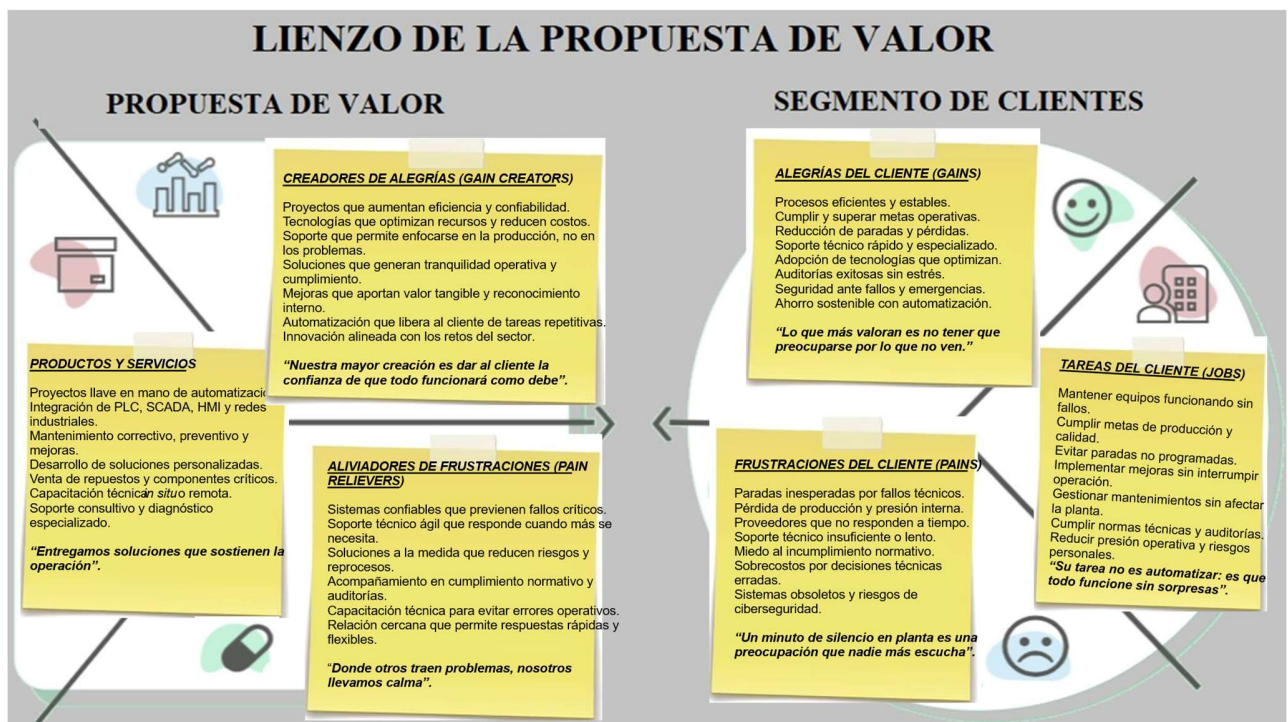 LIENZO DE LA PROPUESTA DE VALOR
PROPUESTA DE VALOR
CREADORES DE ALEGRÍAS (GAIN CREATORS)
Proyectos que aumentan eficiencia y confiabilidad.
Tecnologías que optimizan recursos y reducen costos.
Soporte que permite enfocarse en la producción, no en
los problemas.
Soluciones que generan tranquilidad operativa y
cumplimiento.
Mejoras que aportan valor tangible y reconocimiento
interno.
Automatización que libera al cliente de tareas repetitivas.
Innovación alineada con los retos del sector.
“Nuestra mayor creación es dar al cliente la
confianza de que todo funcionará como debe”.
PRODUCTOS Y SERVICIOS
Proyectos llave en mano de automatizació
Integración de PLC, SCADA, HMI y redes
industriales.
Mantenimiento correctivo, preventivo y
mejoras.
Desarrollo de soluciones personalizadas.
Venta de repuestos y componentes críticos.
Capacitación técnica in situ o remota.
Soporte consultivo y diagnóstico
especializado.
“Entregamos soluciones que sostienen la
operación”.
ALIVIADORES DE FRUSTRACIONES (PAIN
RELIEVERS)
Sistemas confiables que previenen fallos críticos.
Soporte técnico ágil que responde cuando más se
necesita.
Soluciones a la medida que reducen riesgos y
reprocesos.
Acompañamiento en cumplimiento normativo y
auditorías.
Capacitación técnica para evitar errores operativos.
Relación cercana que permite respuestas rápidas y
flexibles.
“Donde otros traen problemas, nosotros
llevamos calma”.
SEGMENTO DE CLIENTES
ALEGRÍAS DEL CLIENTE (GAINS)
Procesos eficientes y estables.
Cumplir y superar metas operativas.
Reducción de paradas y pérdidas.
Soporte técnico rápido y especializado.
Adopción de tecnologías que optimizan.
Auditorías exitosas sin estrés.
Seguridad ante fallos y emergencias.
Ahorro sostenible con automatización.
“Lo que más valoran es no tener que
preocuparse por lo que no ven.”
TAREAS DEL CLIENTE (JOBS)
Mantener equipos funcionando sin
fallos.
Cumplir metas de producción y
calidad.
Evitar paradas no programadas.
Implementar mejoras sin interrumpir
operación.
Gestionar mantenimientos sin afectar
la planta.
Cumplir normas técnicas y auditorías.
Reducir presión operativa y riesgos
personales.
“Su tarea no es automatizar: es que
todo funcione sin sorpresas”.
FRUSTRACIONES DEL CLIENTE (PAINS)
Paradas inesperadas por fallos técnicos.
Pérdida de producción y presión interna.
Proveedores que no responden a tiempo.
Soporte técnico insuficiente o lento.
Miedo al incumplimiento normativo.
Sobrecostos por decisiones técnicas
erradas.
Sistemas obsoletos y riesgos de
ciberseguridad.
“Un minuto de silencio en planta es una
preocupación que nadie más escucha”.